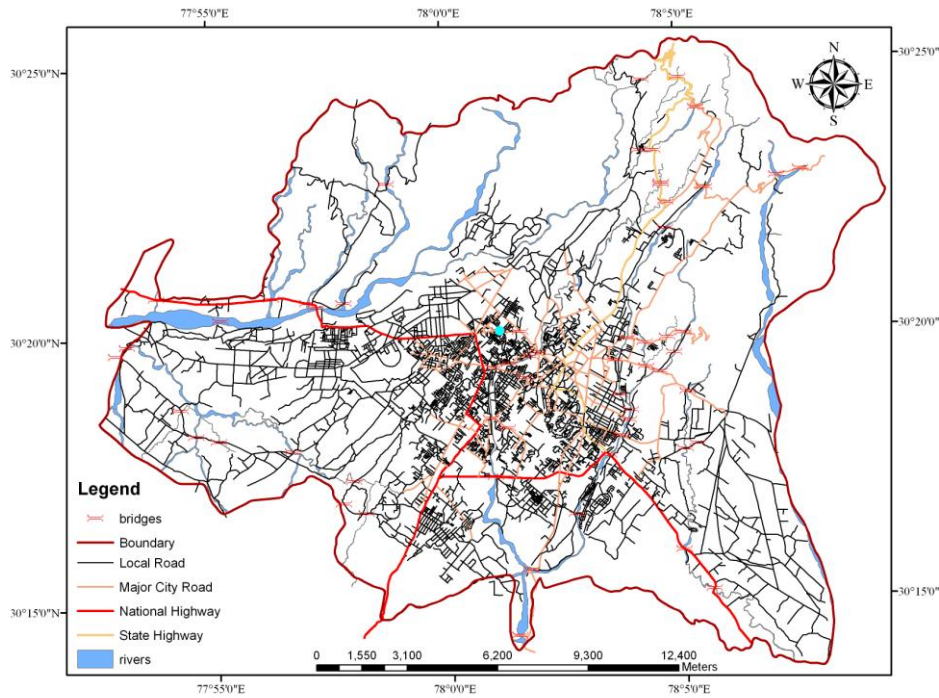 77°55'0"E 78°0'0"E 78°5'0"E
30°25'0"N 30°25'0"N
N
W E
S
30°20'0"N 30°20'0"N
30°15'0"N 30°15'0"N
Legend
bridges
Boundary
Local Road
Major City Road
National Highway
State Highway
rivers
0 1,550 3,100 6,200 9,300 12,400
Meters
77°55'0"E 78°0'0"E 78°5'0"E